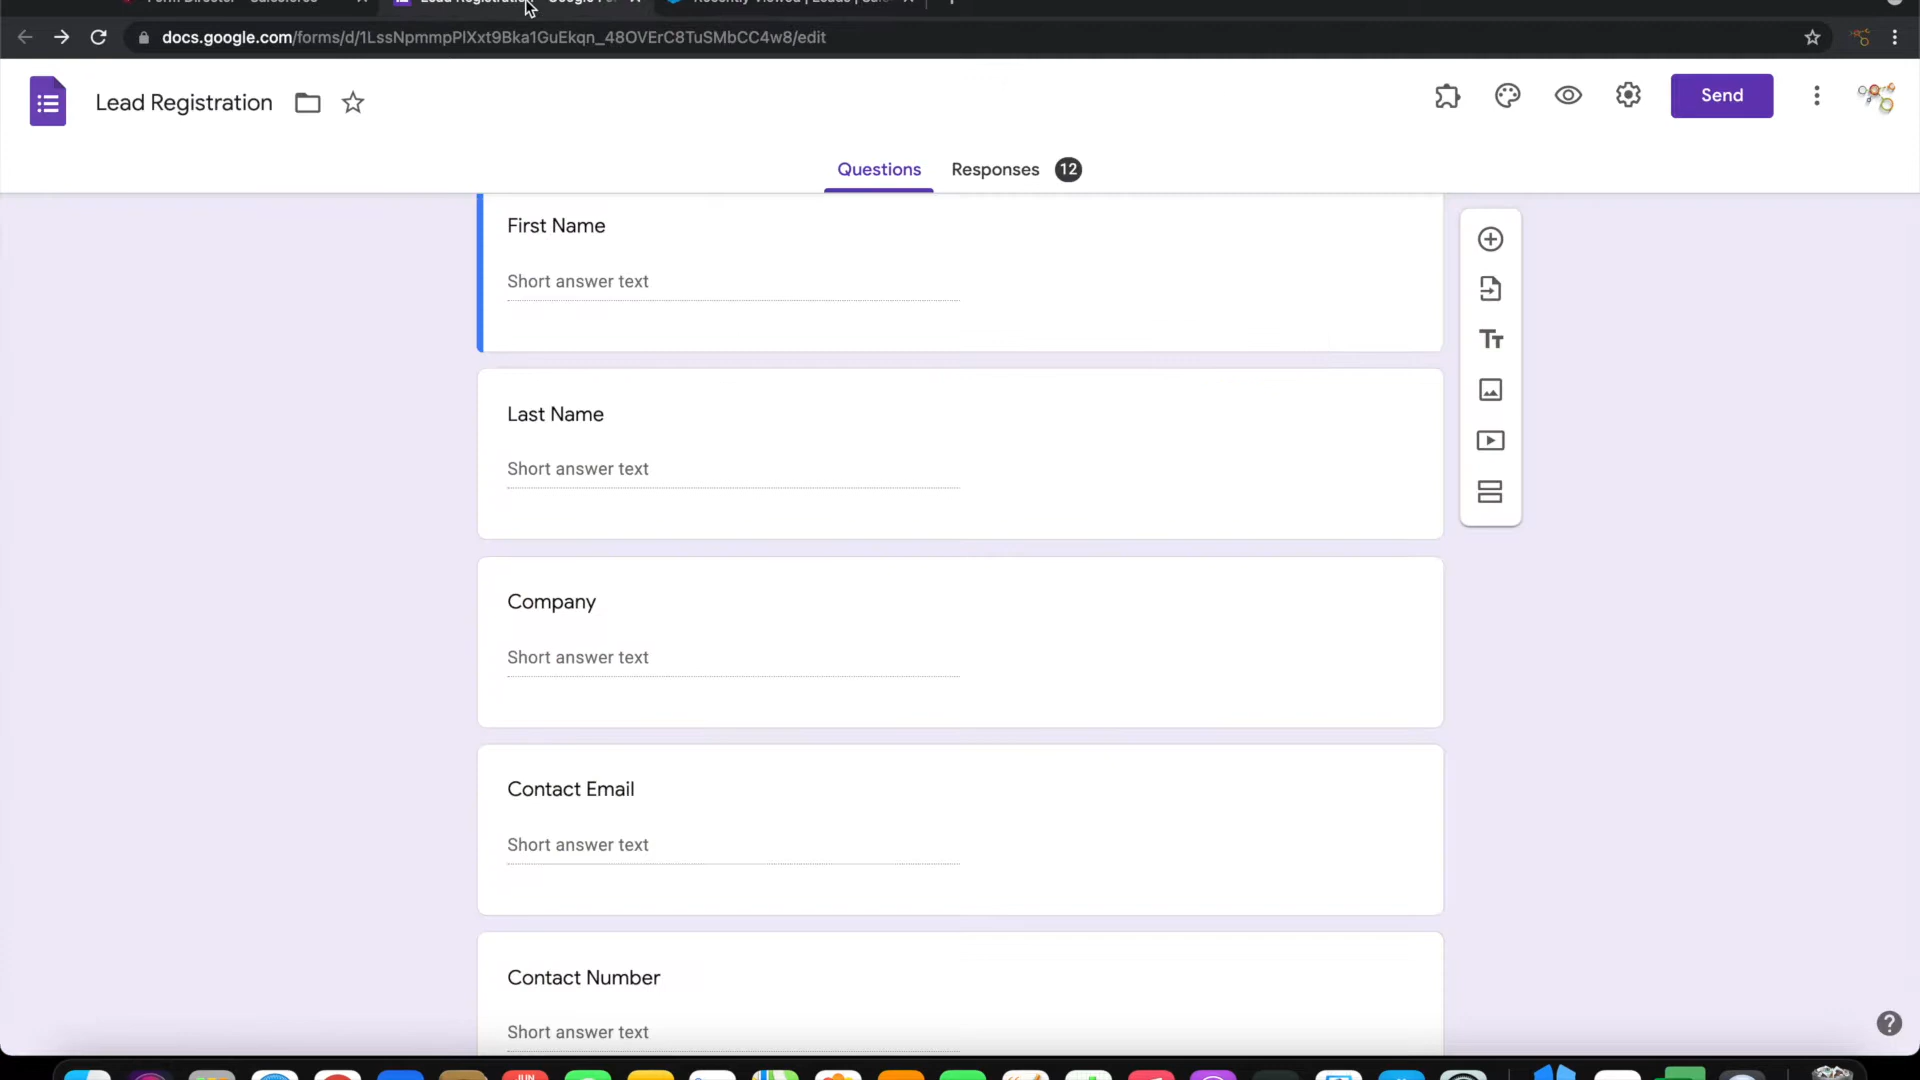 docs.google.com/forms/d/1LssNpmmpPlXxt9Bka1GuEkqn_48OVErC8TuSMbCC4w8/edit
Lead Registration
Send
Questions
Responses 12
First Name
Short answer text
Last Name
Short answer text
Company
Short answer text
Contact Email
Short answer text
Contact Number
Short answer text
JUN